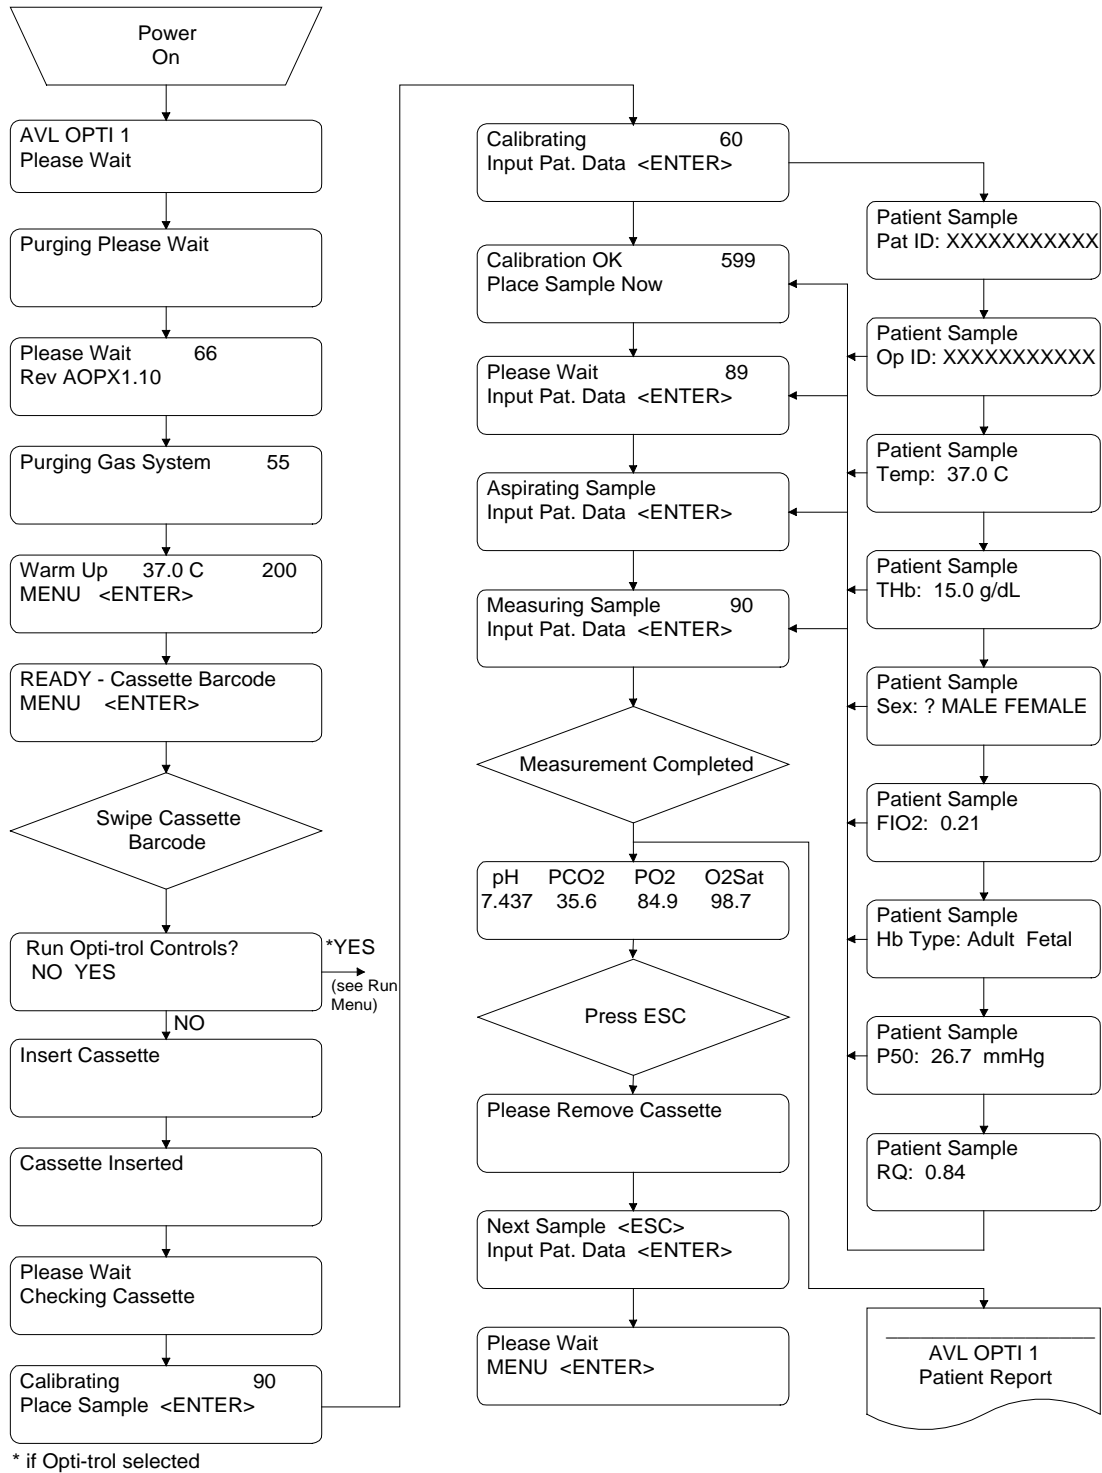 Power
On
AVL OPTI 1
Please Wait
Purging Please Wait
Please Wait 66
Rev AOPX1.10
Purging Gas System 55
Warm Up 37.0 C 200
MENU <ENTER>
READY - Cassette Barcode
MENU <ENTER>
Swipe Cassette
Barcode
Run Opti-trol Controls?
NO YES
*YES
(see Run
Menu)
NO
Insert Cassette
Cassette Inserted
Please Wait
Checking Cassette
Calibrating 90
Place Sample <ENTER>
* if Opti-trol selected
Calibrating 60
Input Pat. Data <ENTER>
Calibration OK 599
Place Sample Now
Please Wait 89
Input Pat. Data <ENTER>
Aspirating Sample
Input Pat. Data <ENTER>
Measuring Sample 90
Input Pat. Data <ENTER>
Measurement Completed
pH PCO2 PO2 O2Sat
7.437 35.6 84.9 98.7
Press ESC
Please Remove Cassette
Next Sample <ESC>
Input Pat. Data <ENTER>
Please Wait
MENU <ENTER>
Patient Sample
Pat ID: XXXXXXXXXXX
Patient Sample
Op ID: XXXXXXXXXXX
Patient Sample
Temp: 37.0 C
Patient Sample
THb: 15.0 g/dL
Patient Sample
Sex: ? MALE FEMALE
Patient Sample
FIO2: 0.21
Patient Sample
Hb Type: Adult Fetal
Patient Sample
P50: 26.7 mmHg
Patient Sample
RQ: 0.84
AVL OPTI 1
Patient Report